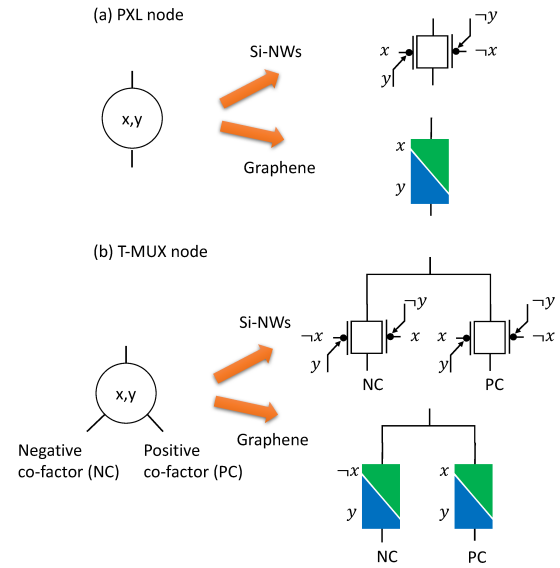 (a) PXL node
Si-NWs
x,y
Graphene
¬y
x
¬x
y
x
y
(b) T-MUX node
Si-NWs
x,y
Negative
co-factor (NC)
Positive
co-factor (PC)
Graphene
¬y
¬y
¬x
x
x
¬x
y
y
NC
PC
¬x
x
y
y
NC
PC